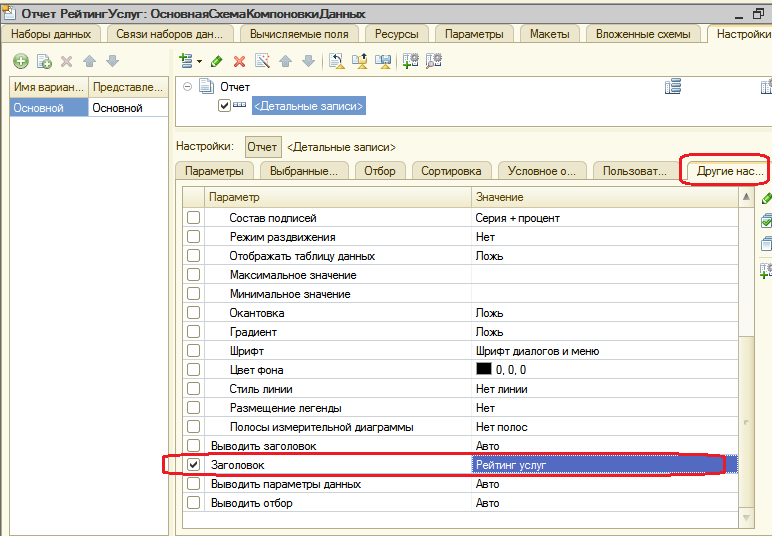 Отчет РейтингУслуг: ОсновнаяСхемаКомпоновкиДанных
Наборы данных Связи наборов дан... Вычисляемые поля Ресурсы Параметры Макеты Вложенные схемы Настройки
Имя вариан... Представле...
Основной Основной
Отчет
<Детальные записи>
Настройки: Отчет <Детальные записи>
Параметры Выбранные... Отбор Сортировка Условное о... Пользоват... Другие нас...
Параметр Значение
Состав подписей Серия + процент
Режим раздвижения Нет
Отображать таблицу данных Ложь
Максимальное значение
Минимальное значение
Окантовка Ложь
Градиент Ложь
Шрифт Шрифт диалогов и меню
Цвет фона 0, 0, 0
Стиль линии Нет линии
Размещение легенды Нет
Полосы измерительной диаграммы Нет полос
Выводить заголовок Авто
Заголовок Рейтинг услуг
Выводить параметры данных Авто
Выводить отбор Авто